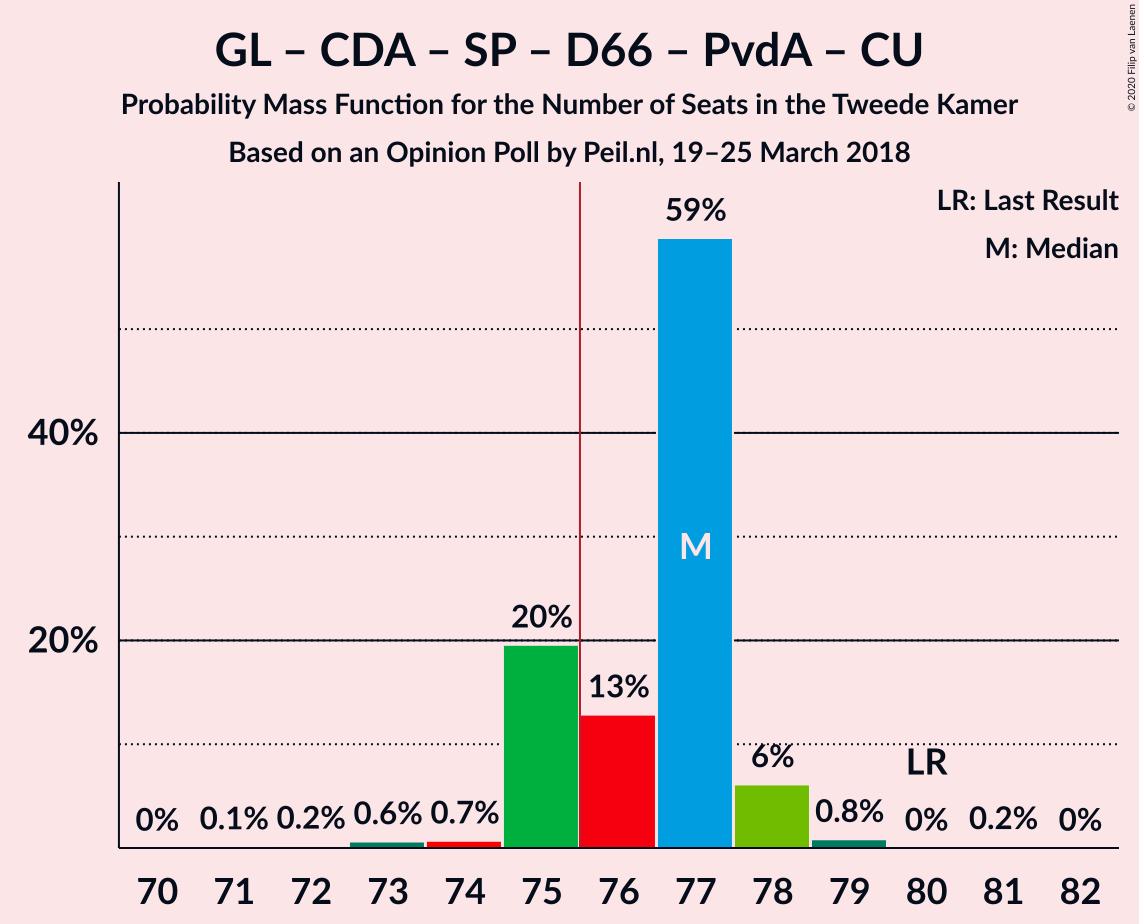 GL – CDA – SP – D66 – PvdA – CU
Probability Mass Function for the Number of Seats in the Tweede Kamer
Based on an Opinion Poll by Peil.nl, 19–25 March 2018
© 2020 Filip van Laenen
LR: Last Result
M: Median
59%
40%
M
20%
20%
13%
6%
LR
0%
0.1%
0.2%
0.6%
0.7%
0.8%
0%
0.2%
0%
70 71 72 73 74 75 76 77 78 79 80 81 82